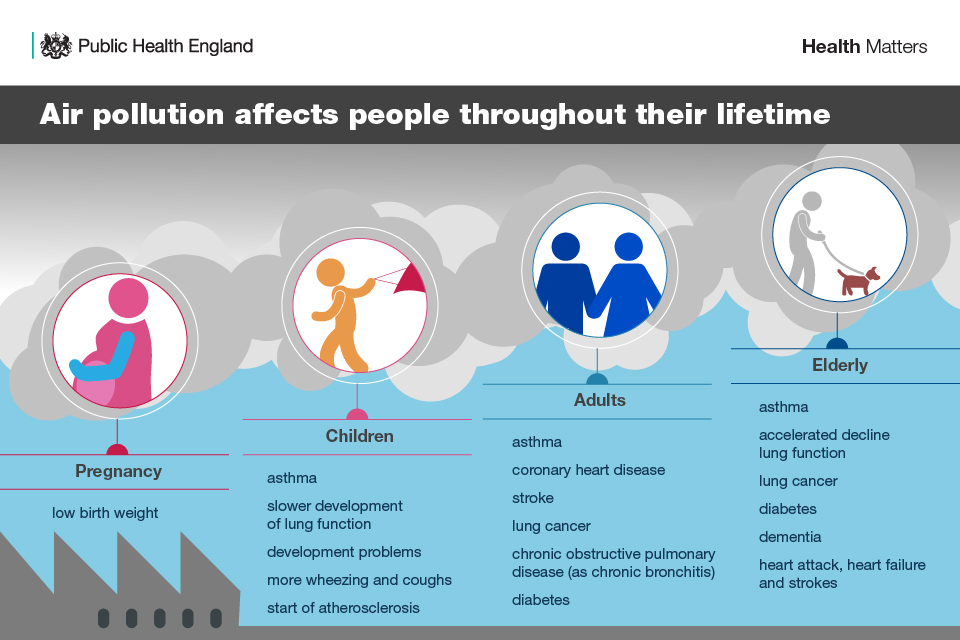 Public Health England
Health Matters
Air pollution affects people throughout their lifetime
Pregnancy
low birth weight
Children
asthma
slower development
of lung function
development problems
more wheezing and coughs
start of atherosclerosis
Adults
asthma
coronary heart disease
stroke
lung cancer
chronic obstructive pulmonary
disease (as chronic bronchitis)
diabetes
Elderly
asthma
accelerated decline
lung function
lung cancer
diabetes
dementia
heart attack, heart failure
and strokes